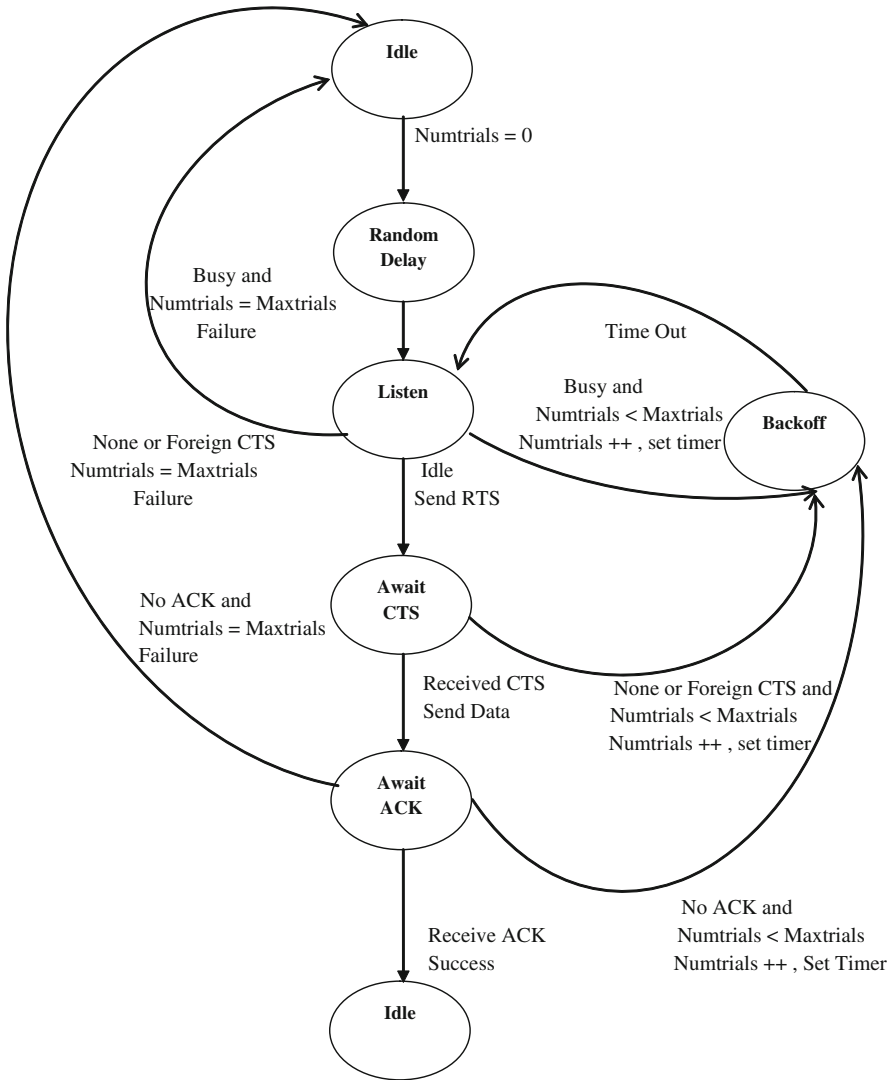 Idle
Numtrials = 0
Random
Delay
Busy and
Numtrials = Maxtrials
Failure
Time Out
Listen
Busy and
Numtrials < Maxtrials
Numtrials ++ , set timer
Backoff
None or Foreign CTS
Numtrials = Maxtrials
Failure
Idle
Send RTS
Await
CTS
No ACK and
Numtrials = Maxtrials
Failure
Received CTS
Send Data
None or Foreign CTS and
Numtrials < Maxtrials
Numtrials ++ , set timer
Await
ACK
No ACK and
Numtrials < Maxtrials
Numtrials ++ , Set Timer
Receive ACK
Success
Idle